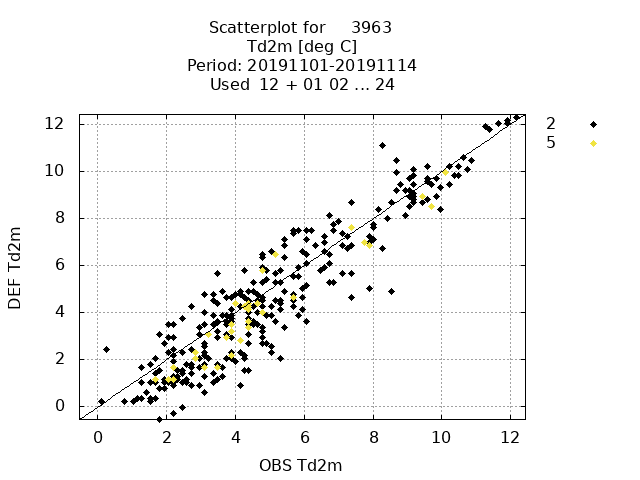 Scatterplot for 3963
Td2m [deg C]
Period: 20191101-20191114
Used 12 + 01 02 ... 24
2
5
12
10
8
6
4
2
0
DEF Td2m
0 2 4 6 8 10 12
OBS Td2m